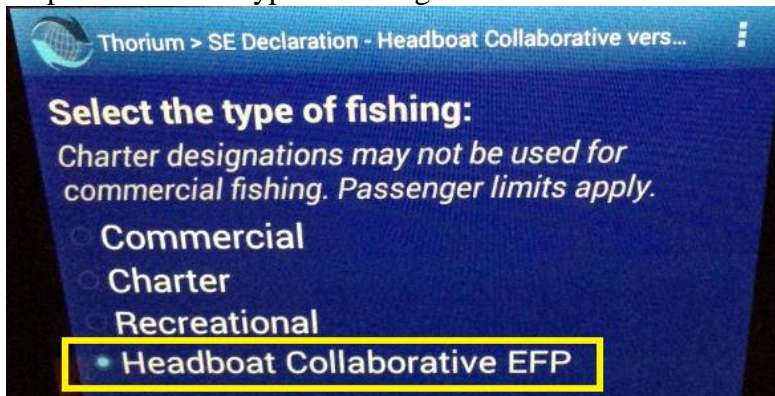 Thorium > SE Declaration - Headboat Collaborative vers...
Select the type of fishing:
Charter designations may not be used for
commercial fishing. Passenger limits apply.
Commercial
Charter
Recreational
Headboat Collaborative EFP